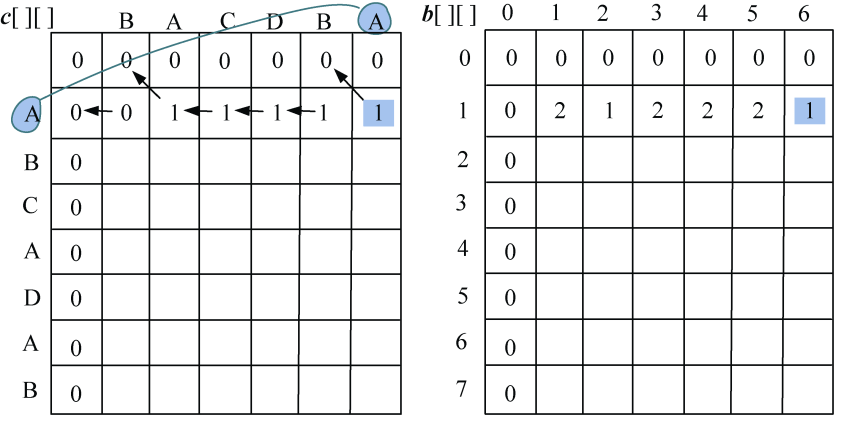 c[ ][ ] B A C D B A
0 0 0 0 0 0 0
A 0 0 1 1 1 1 1
B 0
C 0
A 0
D 0
A 0
B 0
b[ ][ ] 0 1 2 3 4 5 6
0 0 0 0 0 0 0 0
1 0 2 1 2 2 2 1
2 0
3 0
4 0
5 0
6 0
7 0